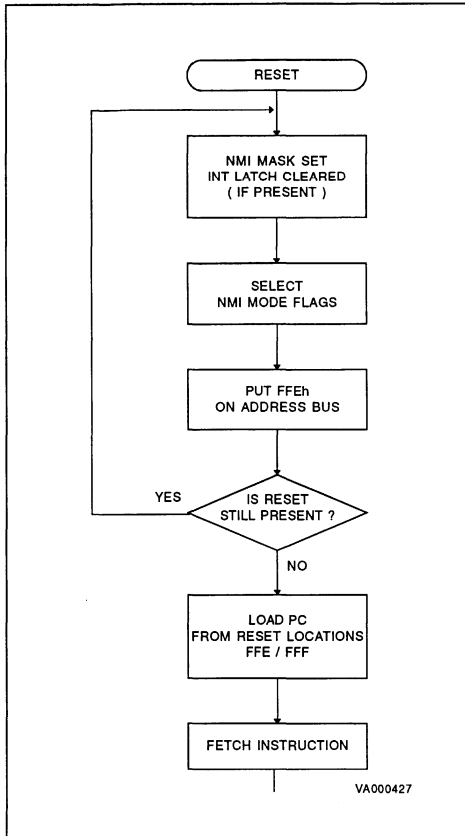 RESET
NMI MASK SET
INT LATCH CLEARED
( IF PRESENT )
SELECT
NMI MODE FLAGS
PUT FFEh
ON ADDRESS BUS
YES
IS RESET
STILL PRESENT ?
NO
LOAD PC
FROM RESET LOCATIONS
FFE / FFF
FETCH INSTRUCTION
VA000427